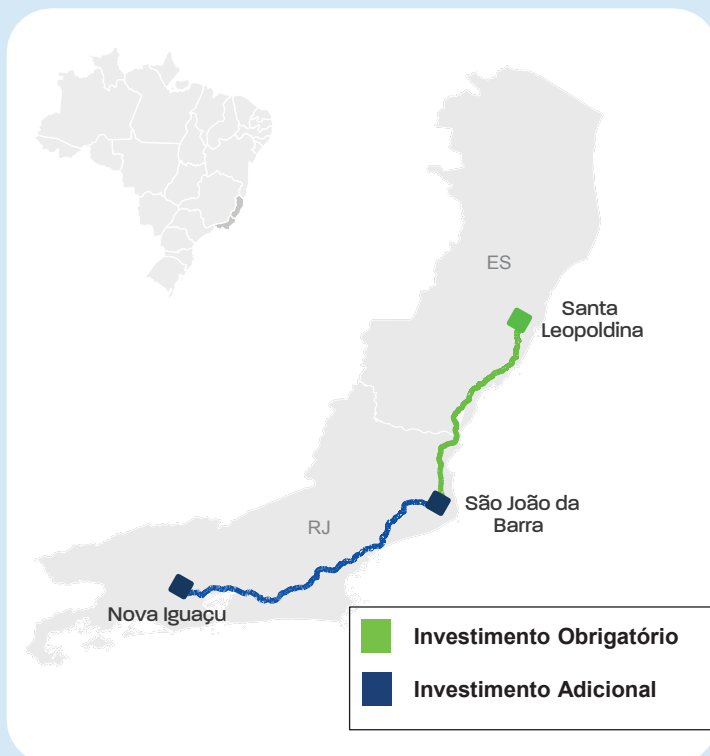 ES
Santa
Leopoldina
São João da
Barra
RJ
Nova Iguaçu
Investimento Obrigatório
Investimento Adicional